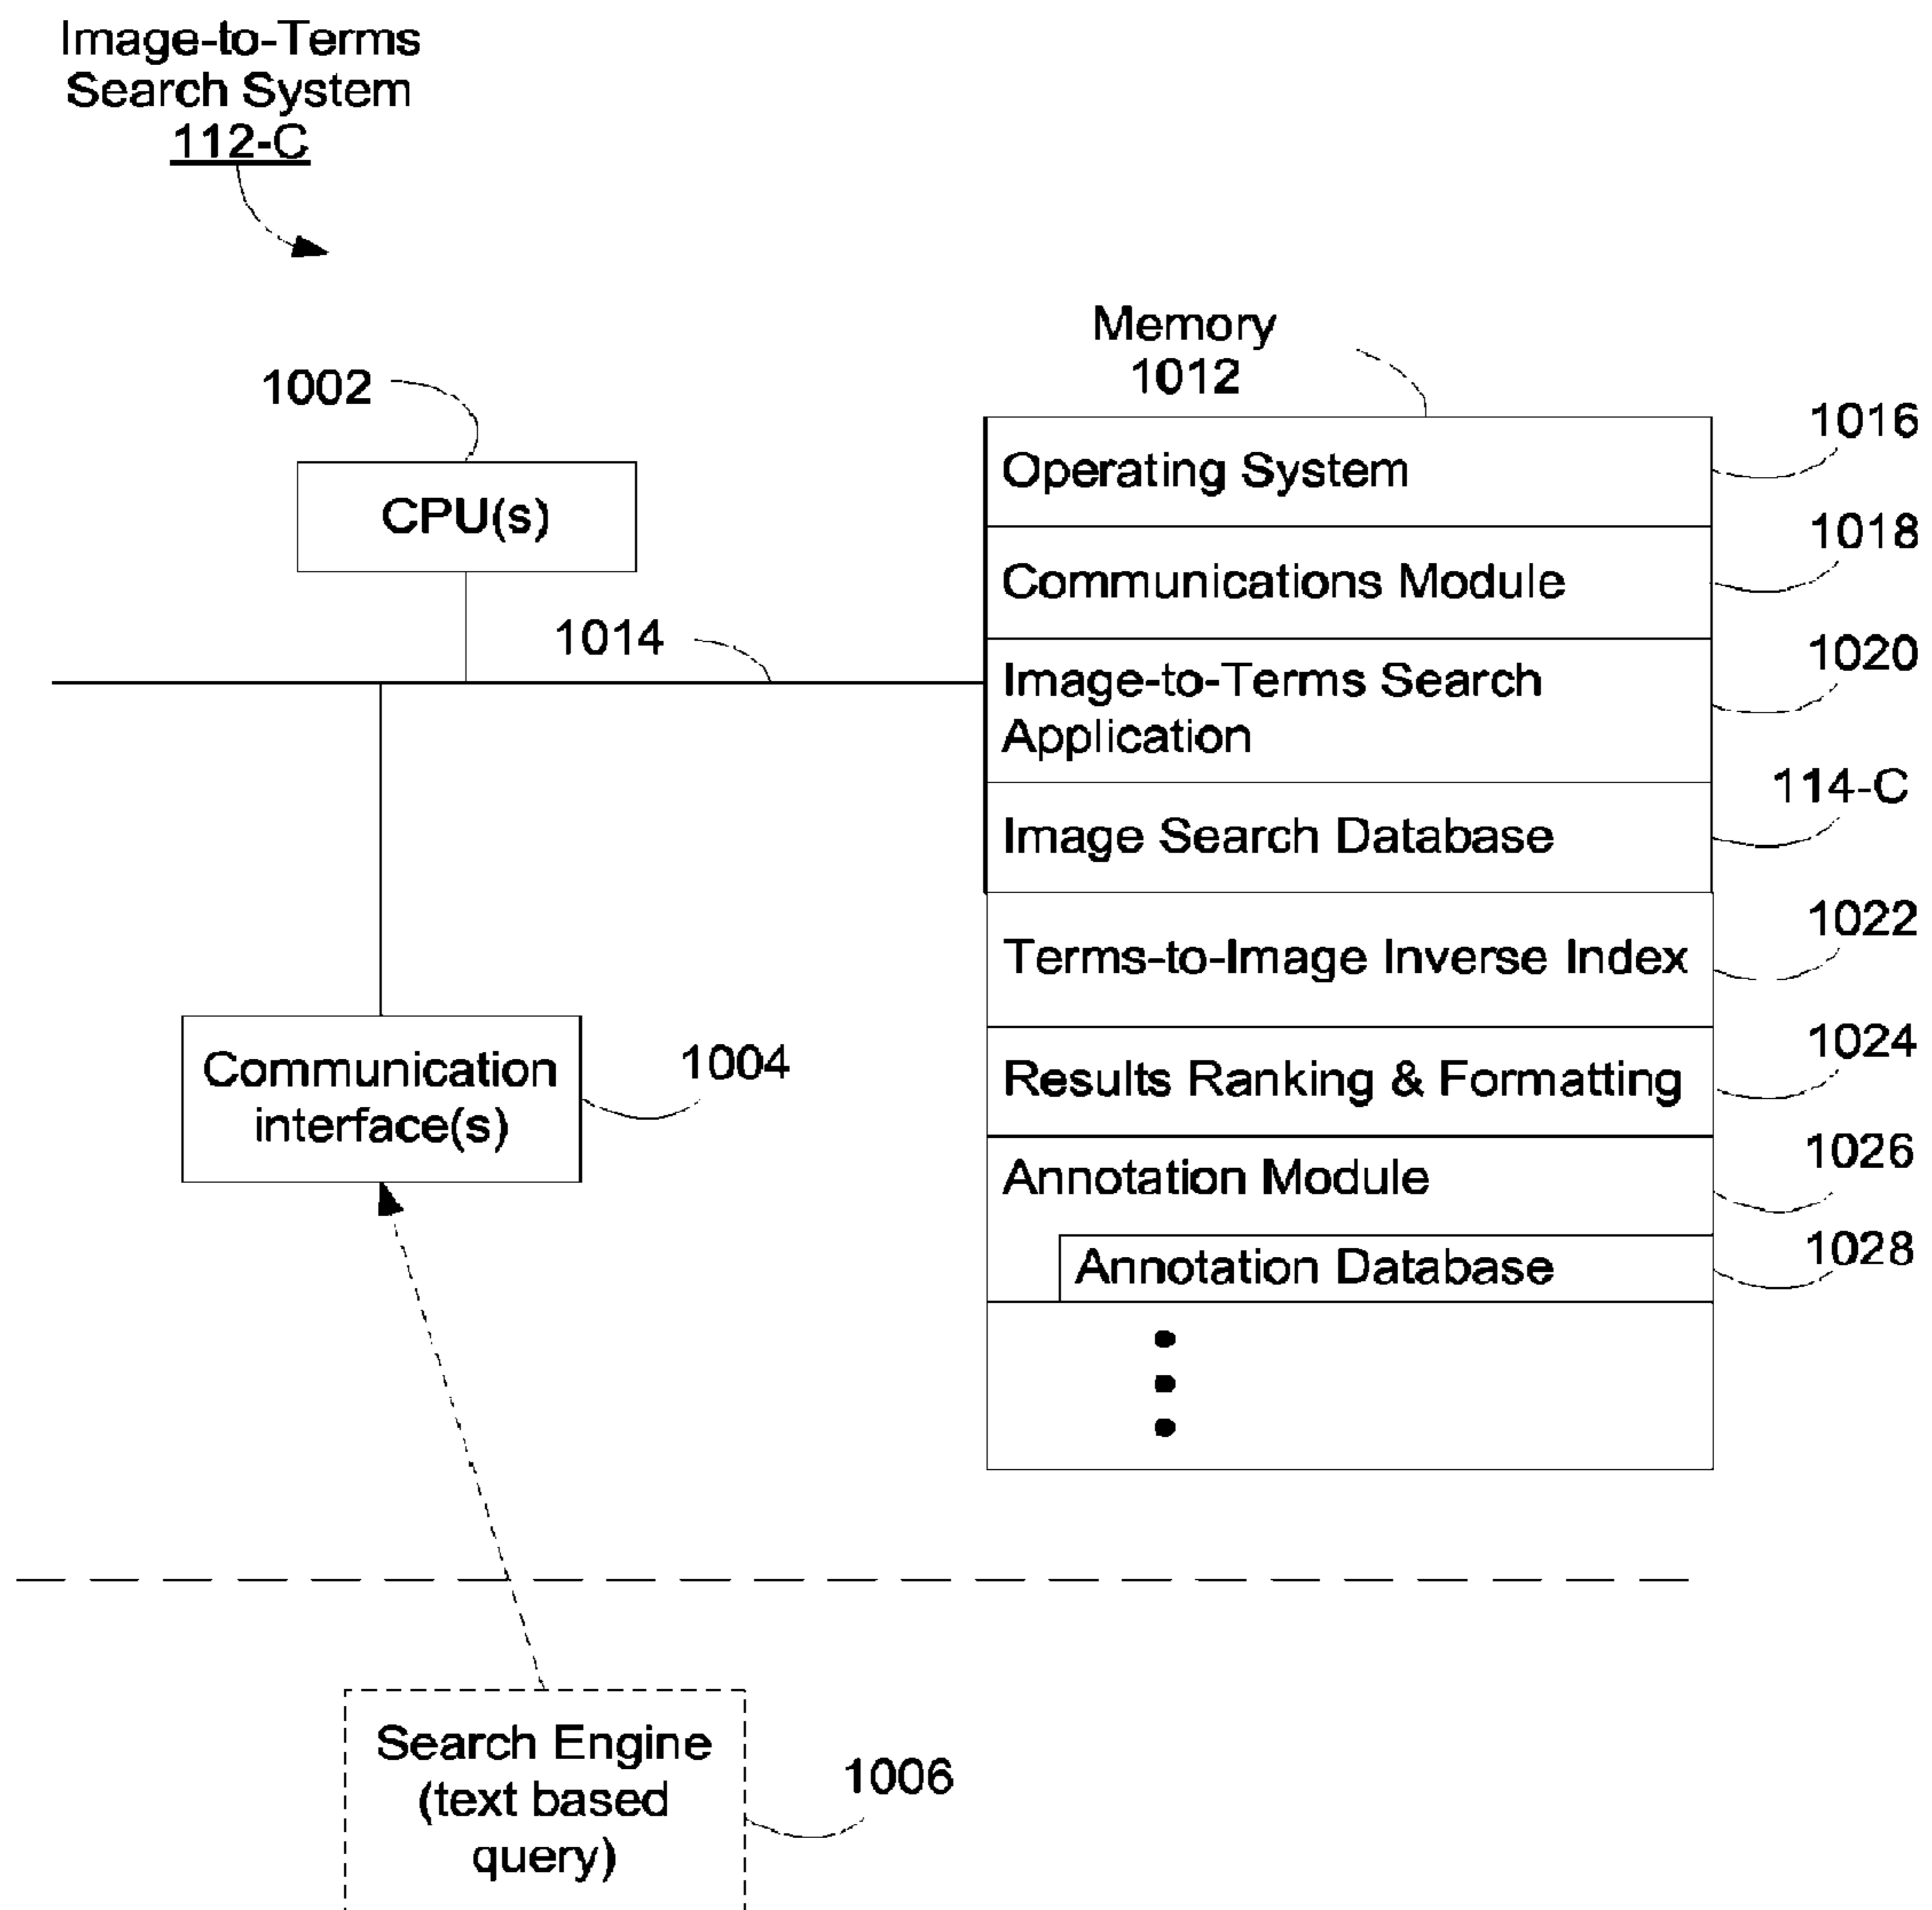 Image-to-Terms
Search System
112-C
Memory
1012
1002
1016
Operating System
CPU(s)
1018
Communications Module
1014
1020
Image-to-Terms Search
Application
114-C
Image Search Database
1022
Terms-to-Image Inverse Index
1024
Results Ranking & Formatting
Communication
interface(s)
1004
1026
Annotation Module
1028
Annotation Database
Search Engine
(text based
query)
1006